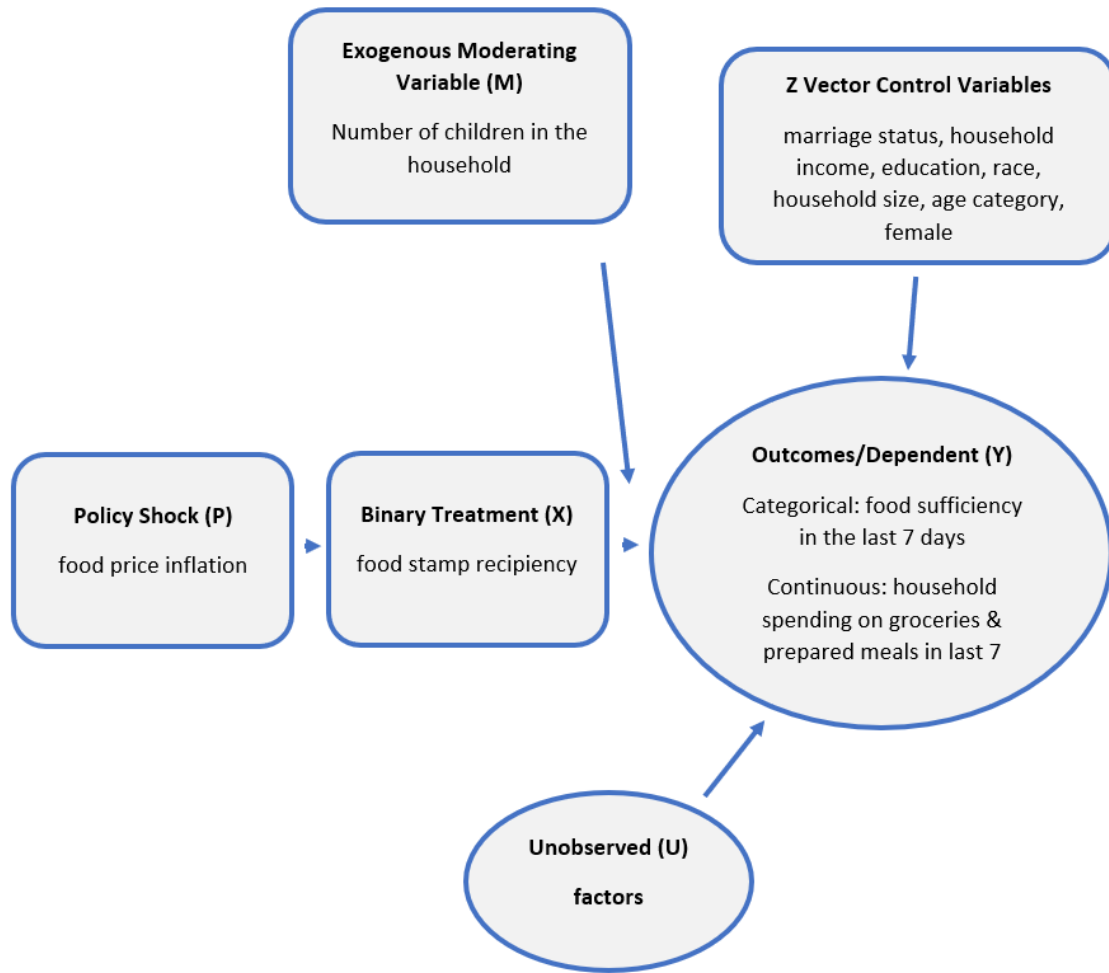 Exogenous Moderating
Variable (M)
Number of children in the
household
Z Vector Control Variables
marriage status, household
income, education, race,
household size, age category,
female
Policy Shock (P)
food price inflation
Binary Treatment (X)
food stamp recipiency
Outcomes/Dependent (Y)
Categorical: food sufficiency
in the last 7 days
Continuous: household
spending on groceries &
prepared meals in last 7
Unobserved (U)
factors